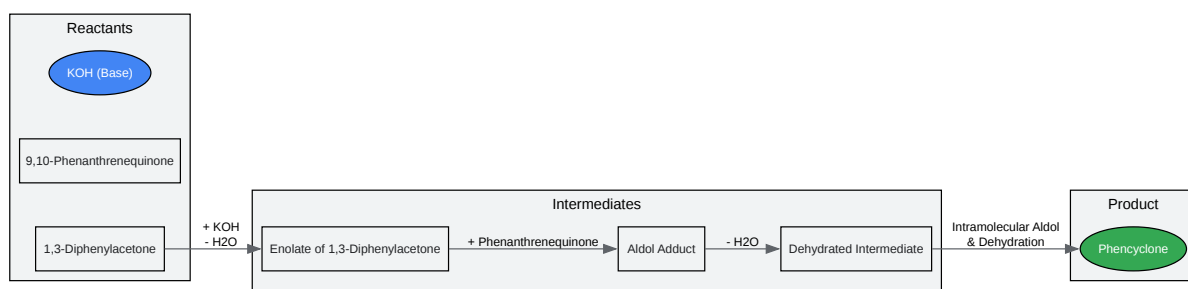 Reactants
KOH (Base)
9,10-Phenanthrenequinone
1,3-Diphenylacetone
+ KOH
- H2O
Intermediates
Enolate of 1,3-Diphenylacetone
+ Phenanthrenequinone
Aldol Adduct
- H2O
Dehydrated Intermediate
Intramolecular Aldol
& Dehydration
Product
Phencyclone